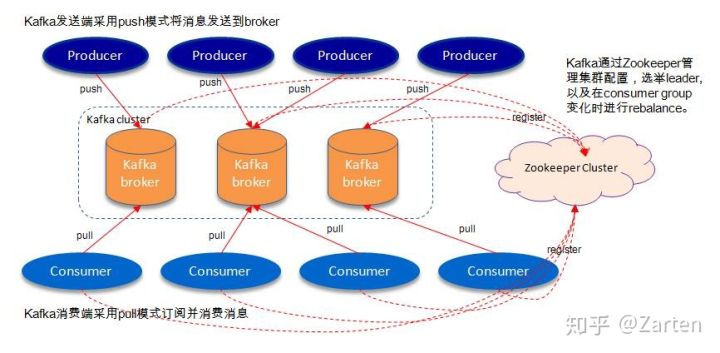 Kafka发送端采用push模式将消息发送到broker
Producer
Producer
Producer
Producer
Kafka通过Zookeeper管
理集群配置，选举leader,
以及在consumer group
变化时进行rebalance。
push
push
push
push
Kafka cluster
register
Kafka
broker
Kafka
broker
Kafka
broker
Zookeeper Cluster
pull
pull
pull
pull
register
Consumer
Consumer
Consumer
Consumer
Kafka消费端采用pull模式订阅并消费消息
知乎 @Zarten